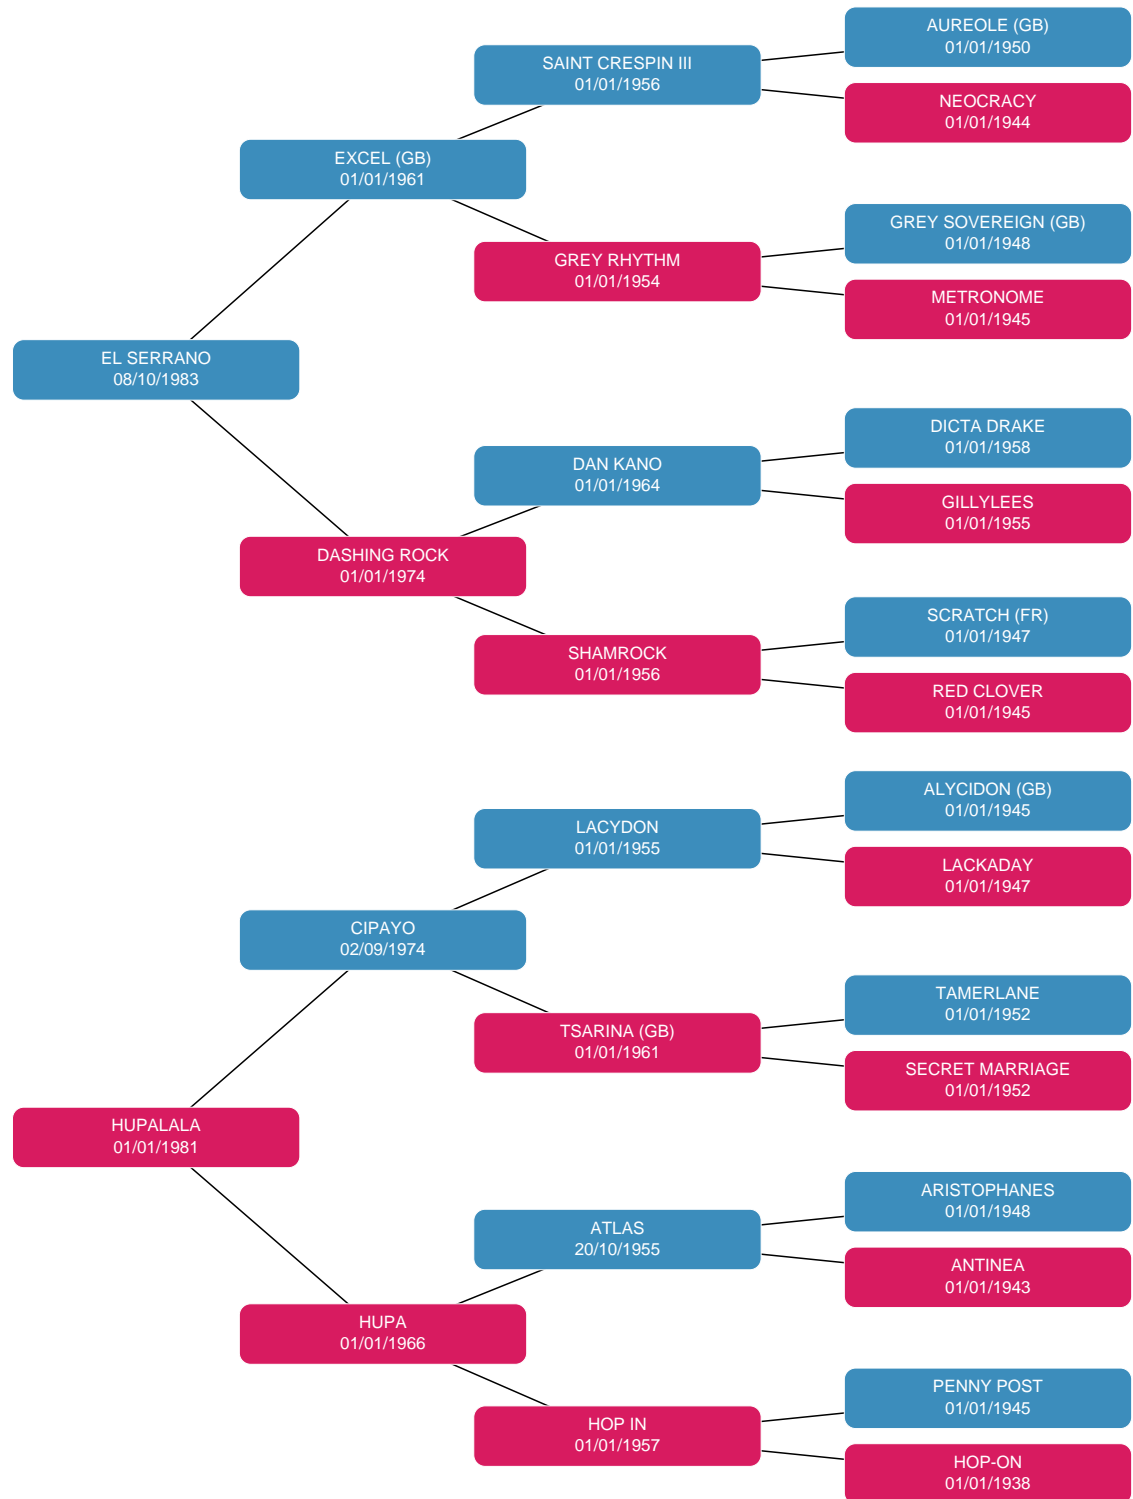 AUREOLE (GB)
01/01/1950
SAINT CRESPIN III
01/01/1956
NEOCRACY
01/01/1944
EXCEL (GB)
01/01/1961
GREY SOVEREIGN (GB)
01/01/1948
GREY RHYTHM
01/01/1954
METRONOME
01/01/1945
EL SERRANO
08/10/1983
DICTA DRAKE
01/01/1958
DAN KANO
01/01/1964
GILLYLEES
01/01/1955
DASHING ROCK
01/01/1974
SCRATCH (FR)
01/01/1947
SHAMROCK
01/01/1956
RED CLOVER
01/01/1945
ALYCIDON (GB)
01/01/1945
LACYDON
01/01/1955
LACKADAY
01/01/1947
CIPAYO
02/09/1974
TAMERLANE
01/01/1952
TSARINA (GB)
01/01/1961
SECRET MARRIAGE
01/01/1952
HUPALALA
01/01/1981
ARISTOPHANES
01/01/1948
ATLAS
20/10/1955
ANTINEA
01/01/1943
HUPA
01/01/1966
PENNY POST
01/01/1945
HOP IN
01/01/1957
HOP-ON
01/01/1938